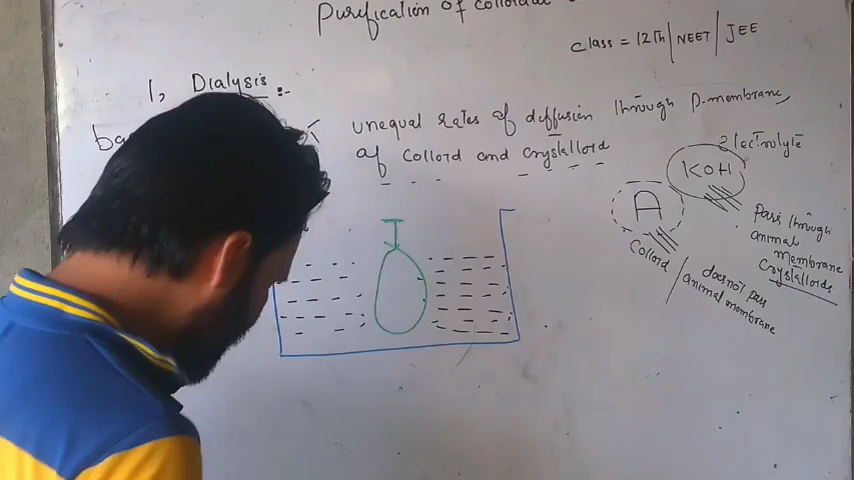 Purification of Colloidal
Class = 12th/NEET/JEE
1, Dialysis :-
unequal rates of diffusion through p-membrane,
of Colloid and Crystalloid
electrolyte
KOH
A
Colloid / doesnot pass
animal membrane
Pass through
animal
membrane
Crystalloids